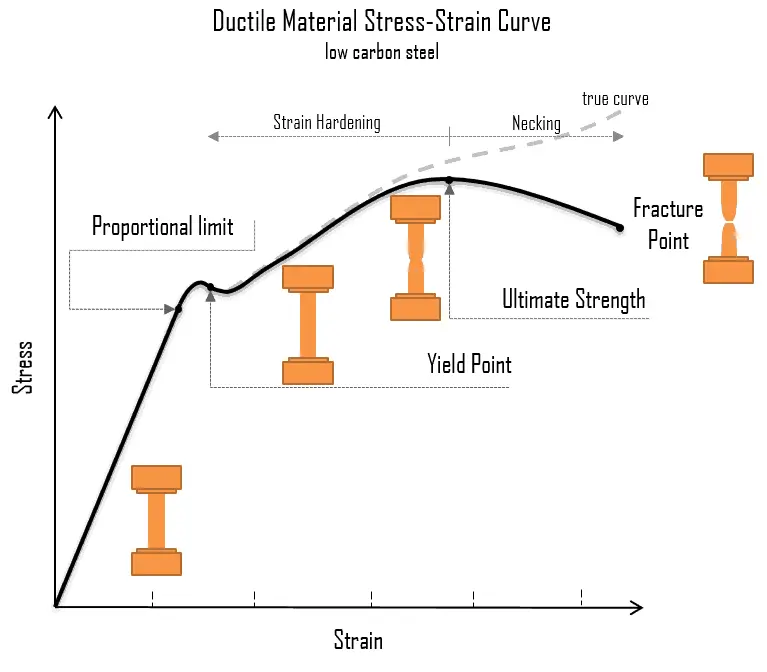 Ductile Material Stress-Strain Curve
low carbon steel
true curve
Strain Hardening
Necking
Proportional limit
Fracture
Point
Ultimate Strength
Yield Point
Stress
Strain